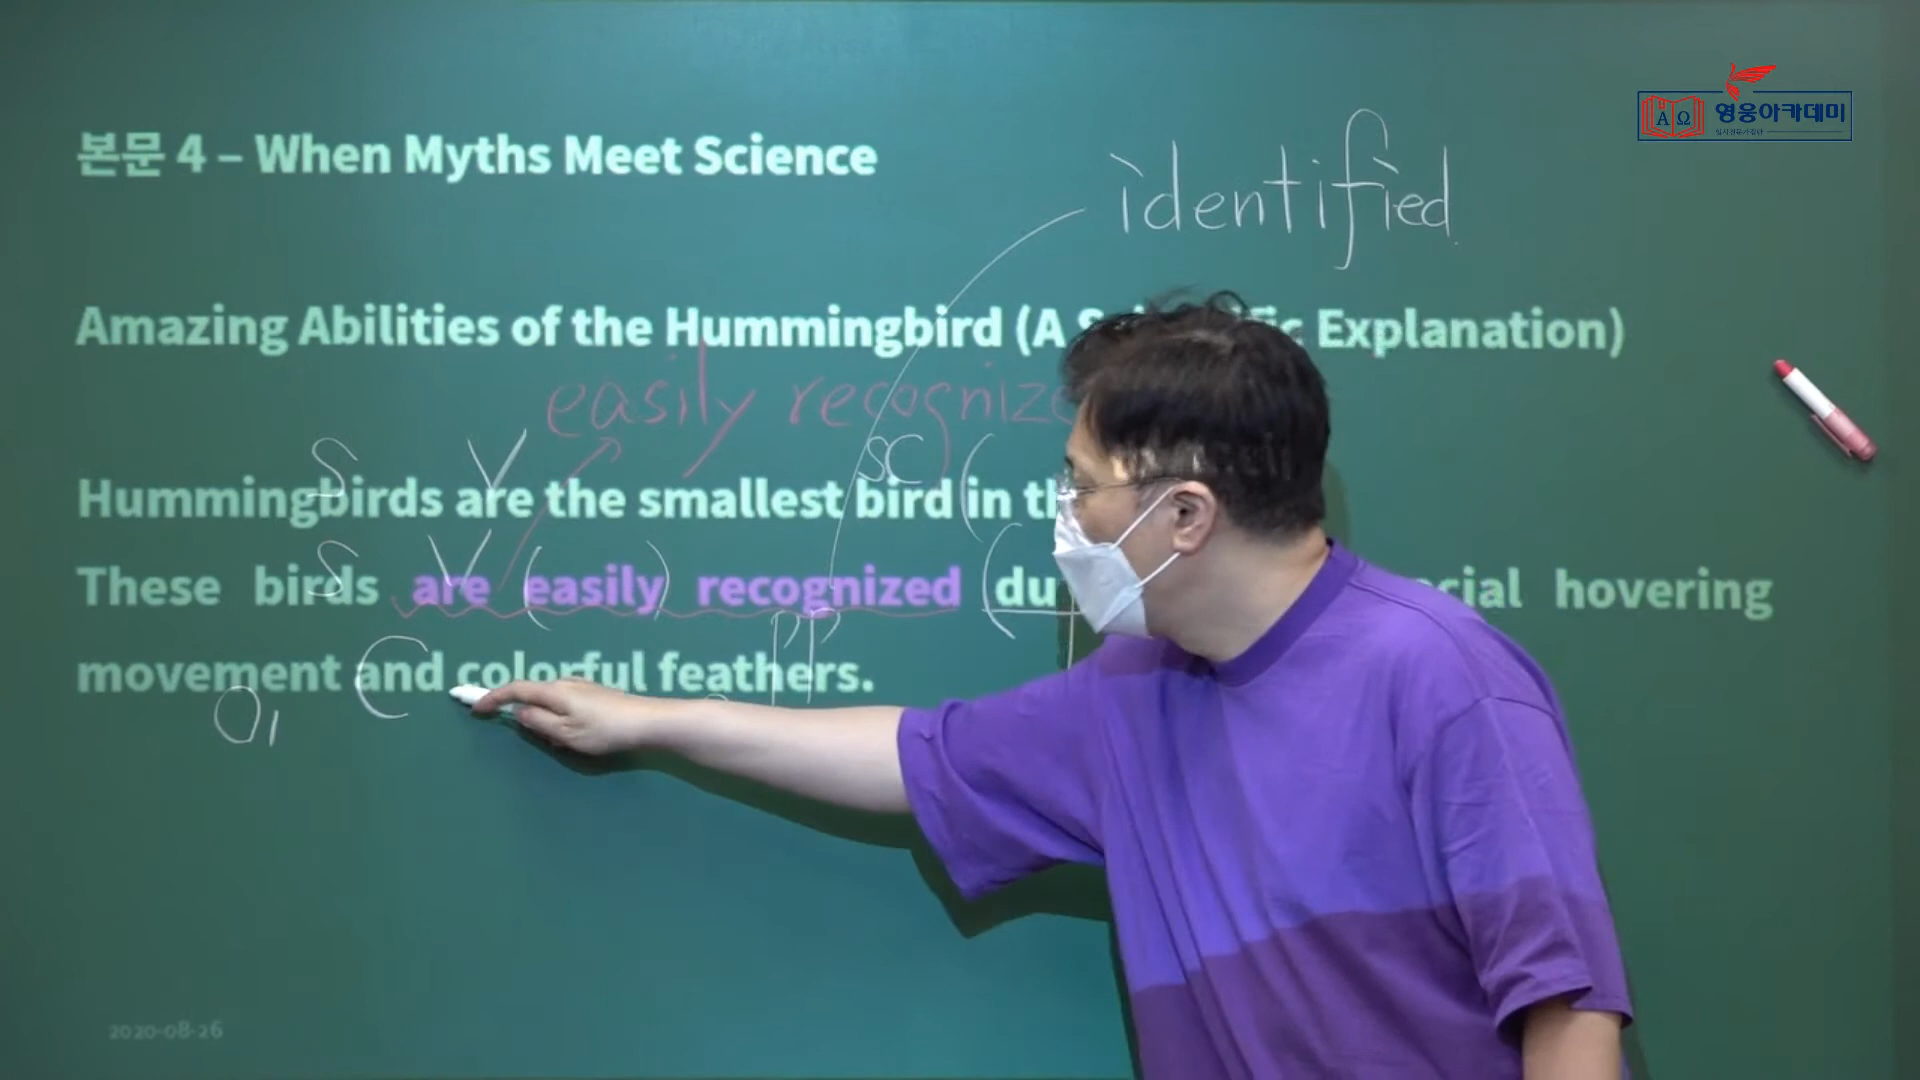 영웅아카데미
본문 4 – When Myths Meet Science
identified
Amazing Abilities of the Hummingbird (A Explanation)
easily recogniz
S V SC
Hummingbirds are the smallest bird in
S V
These birds are easily recognized cial hovering
PP
movement and colorful feathers.
O1
2020-08-26